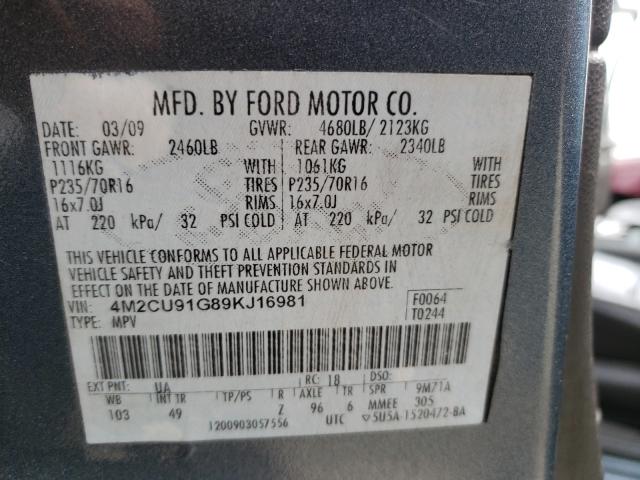 MFD. BY FORD MOTOR CO.
DATE: 03/09 GVWR: 4680LB/ 2123KG
FRONT GAWR: 2460LB REAR GAWR: 2340LB
1116KG WITH 1061KG WITH
P235/70R16 TIRES P235/70R16 TIRES
16x7.0J RIMS 16x7.0J RIMS
AT 220 kPa/ 32 PSI COLD AT 220 kPa/ 32 PSI COLD
THIS VEHICLE CONFORMS TO ALL APPLICABLE FEDERAL MOTOR
VEHICLE SAFETY AND THEFT PREVENTION STANDARDS IN
EFFECT ON THE DATE OF MANUFACTURE SHOWN ABOVE.
VIN: 4M2CU91G89KJ16981 F0064
TYPE: MPV T0244
EXT PNT: UA RC: 18 DSO:
WB INT TR TP/PS R AXLE TR SPR 9M71A
103 49 Z 96 6 MMEE 305
1200903057556 UTC ▽5U5A-1520472-BA